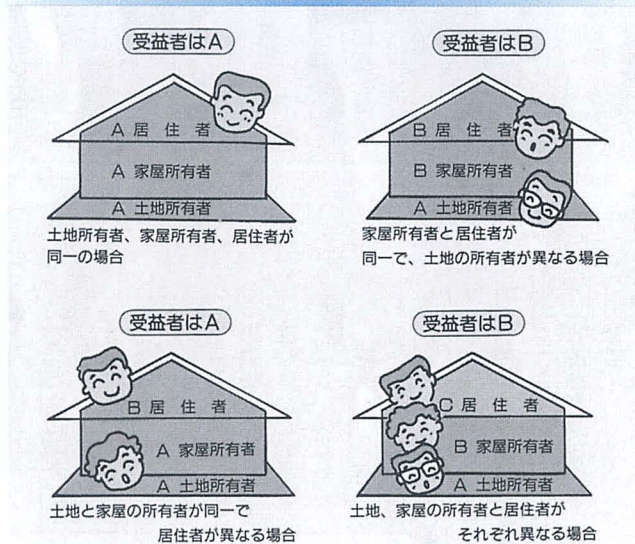 受益者はA
A 居 住 者
A 家屋所有者
A 土地所有者
土地所有者、家屋所有者、居住者が
同一の場合
受益者はB
B 居 住 者
B 家屋所有者
A 土地所有者
家屋所有者と居住者が
同一で、土地の所有者が異なる場合
受益者はA
B 居 住 者
A 家屋所有者
A 土地所有者
土地と家屋の所有者が同一で
居住者が異なる場合
受益者はB
C 居 住 者
B 家屋所有者
A 土地所有者
土地、家屋の所有者と居住者が
それぞれ異なる場合